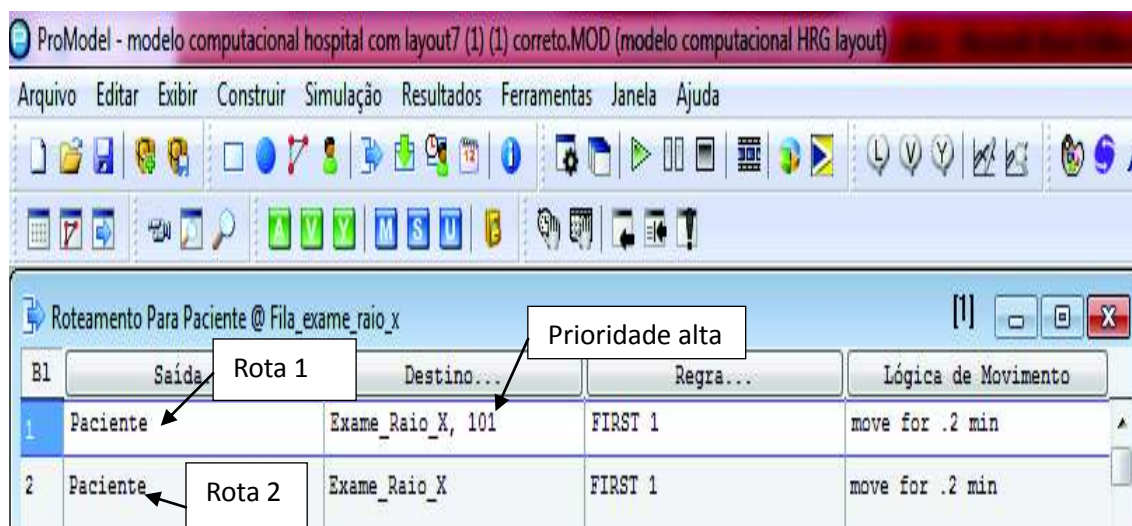 ProModel - modelo computacional hospital com layout7 (1) (1) correto.MOD (modelo computacional HRG layout)
Arquivo Editar Exibir Construir Simulação Resultados Ferramentas Janela Ajuda
L V Y
A V Y M S U
Roteamento Para Paciente @ Fila_exame_raio_x [1]
Prioridade alta
Rota 1
Bl Saída. Destino... Regra... Lógica de Movimento
1 Paciente Exame_Raio_X, 101 FIRST 1 move for .2 min
2 Paciente Exame_Raio_X FIRST 1 move for .2 min
Rota 2